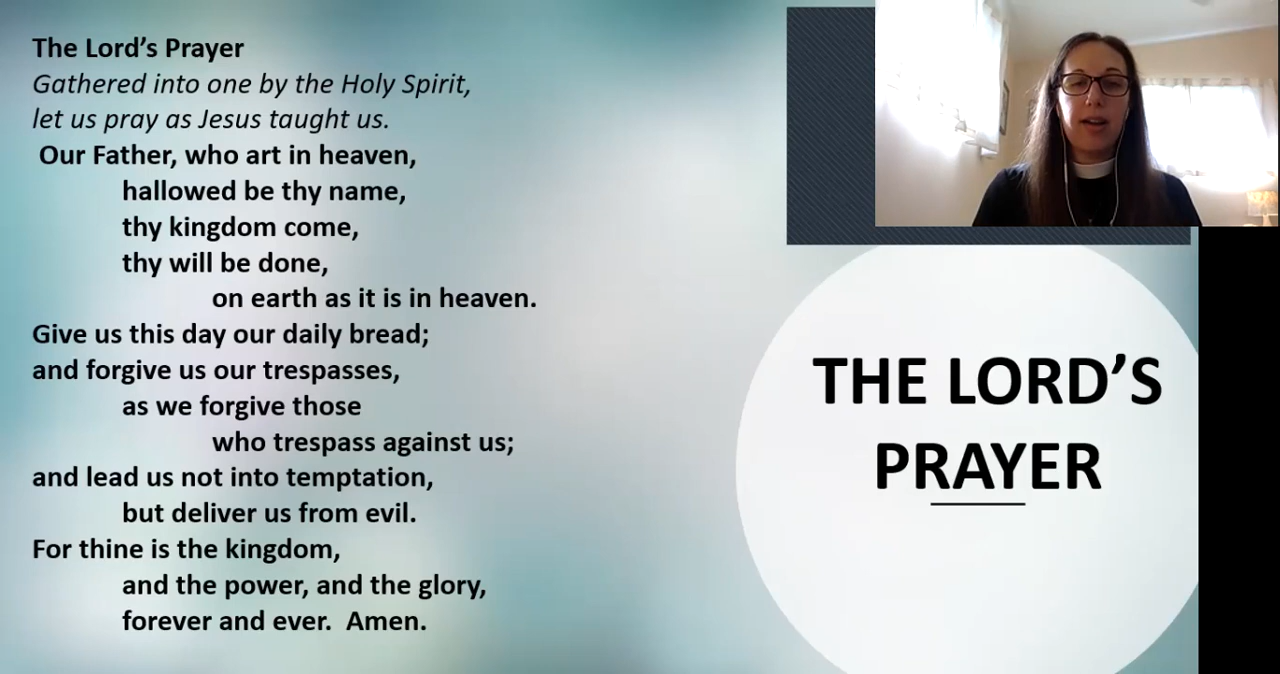 The Lord’s Prayer
Gathered into one by the Holy Spirit,
let us pray as Jesus taught us.
Our Father, who art in heaven,
hallowed be thy name,
thy kingdom come,
thy will be done,
on earth as it is in heaven.
Give us this day our daily bread;
and forgive us our trespasses,
as we forgive those
who trespass against us;
and lead us not into temptation,
but deliver us from evil.
For thine is the kingdom,
and the power, and the glory,
forever and ever.  Amen.
THE LORD’S
PRAYER